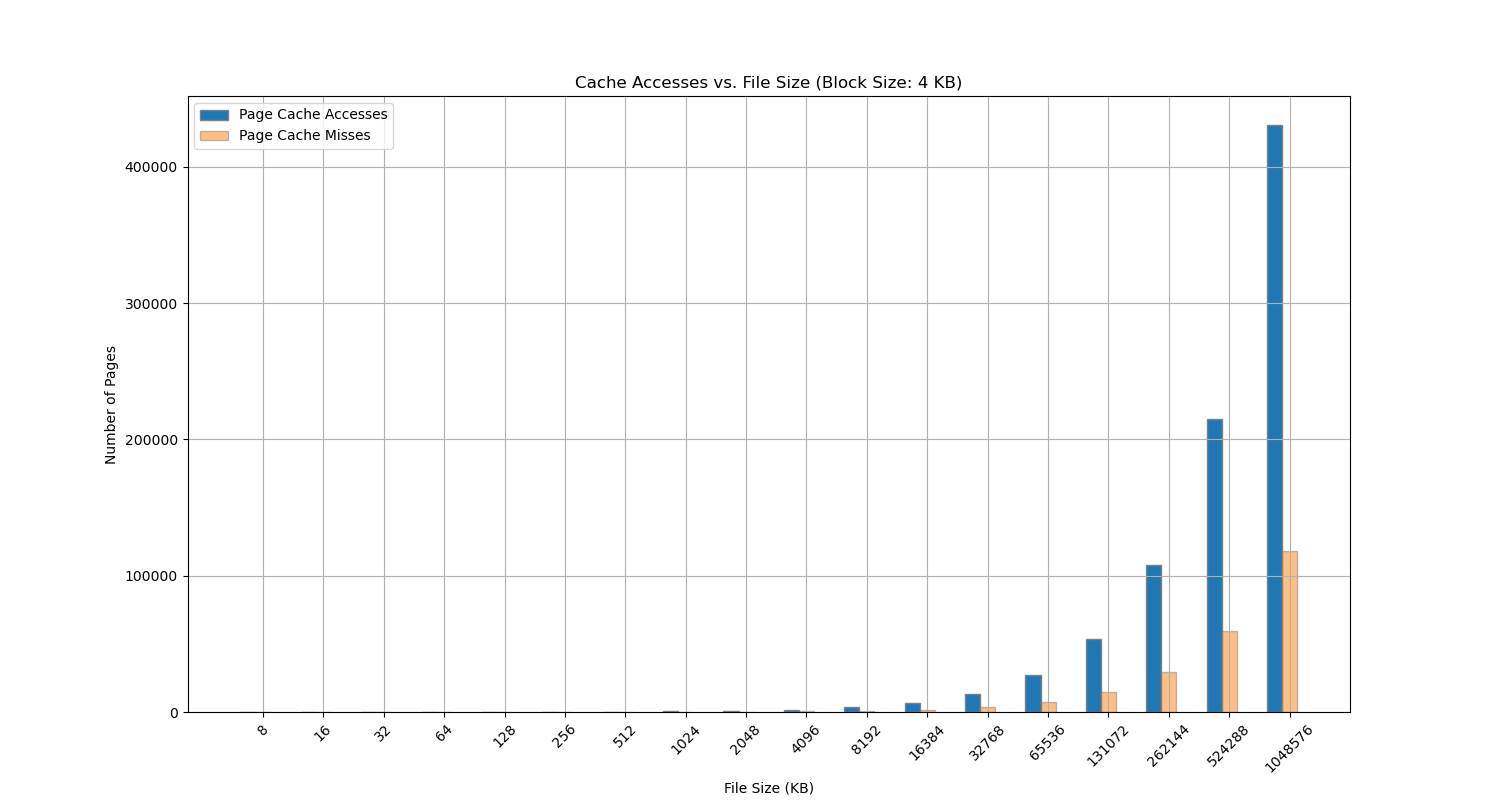 Cache Accesses vs. File Size (Block Size: 4 KB)
Page Cache Accesses
Page Cache Misses
Number of Pages
400000
300000
200000
100000
0
8 16 32 64 128 256 512 1024 2048 4096 8192 16384 32768 65536 131072 262144 524288 1048576
File Size (KB)